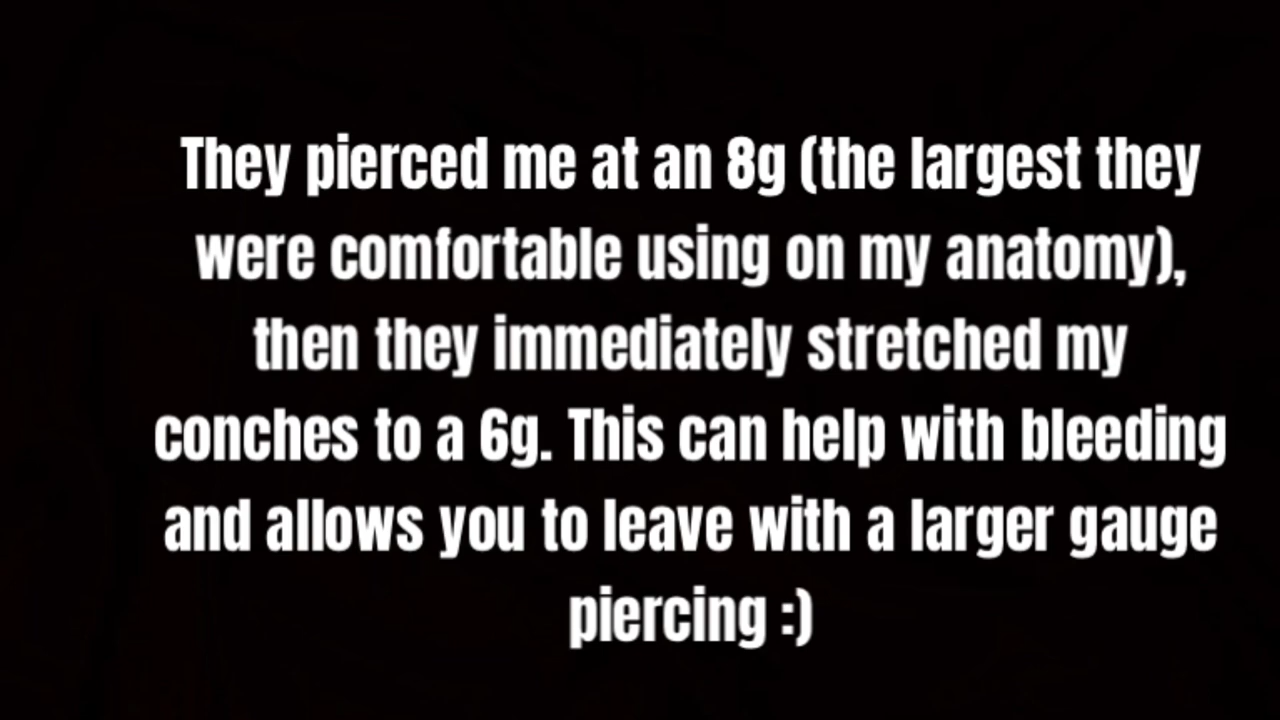 They pierced me at an 8g (the largest they
were comfortable using on my anatomy),
then they immediately stretched my
conches to a 6g. This can help with bleeding
and allows you to leave with a larger gauge
piercing :)